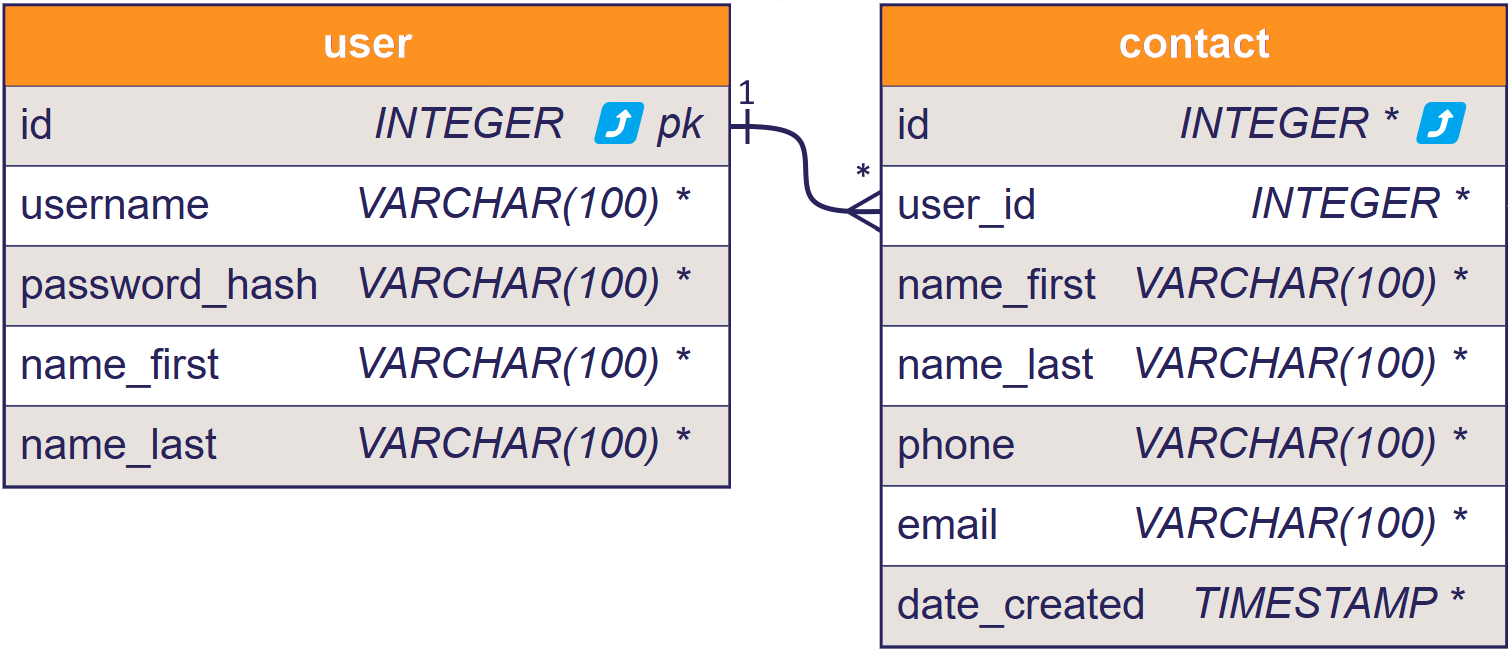 user
id INTEGER ⤴ pk
username VARCHAR(100) *
password_hash VARCHAR(100) *
name_first VARCHAR(100) *
name_last VARCHAR(100) *
1
*
contact
id INTEGER * ⤴
user_id INTEGER *
name_first VARCHAR(100) *
name_last VARCHAR(100) *
phone VARCHAR(100) *
email VARCHAR(100) *
date_created TIMESTAMP *